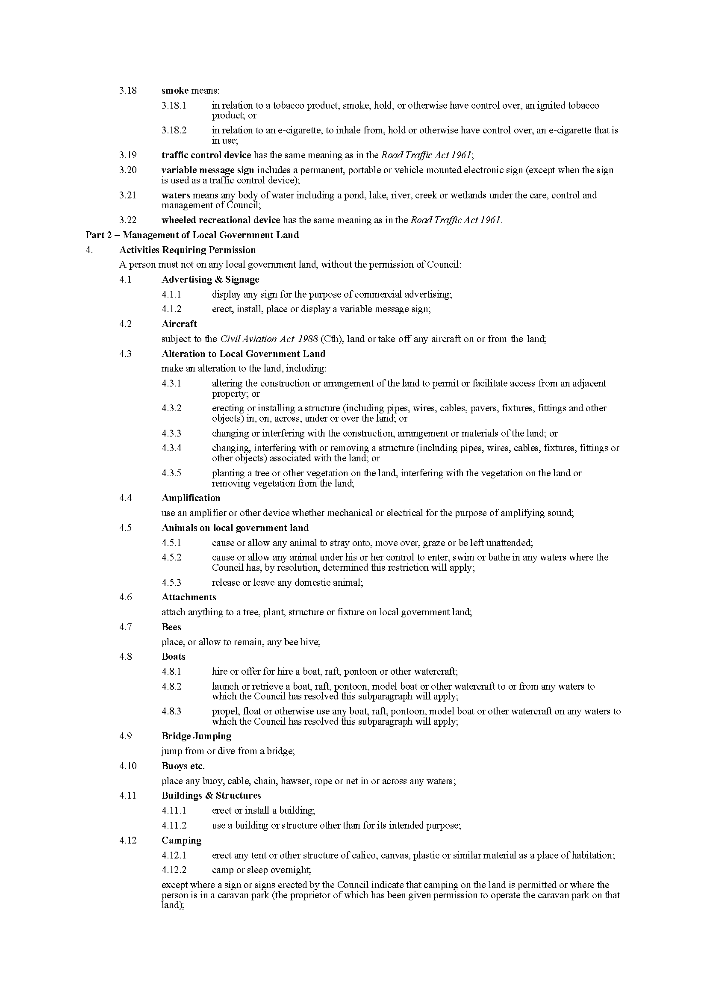 3.18 smoke means:
3.18.1 in relation to a tobacco product, smoke, hold, or otherwise have control over, an ignited tobacco
product; or
3.18.2 in relation to an e-cigarette, to inhale from, hold or otherwise have control over, an e-cigarette that is
in use;
3.19 traffic control device has the same meaning as in the Road Traffic Act 1961;
3.20 variable message sign includes a permanent, portable or vehicle mounted electronic sign (except when the sign
is used as a traffic control device);
3.21 waters means any body of water including a pond, lake, river, creek or wetlands under the care, control and
management of Council;
3.22 wheeled recreational device has the same meaning as in the Road Traffic Act 1961.
Part 2 – Management of Local Government Land
4. Activities Requiring Permission
A person must not on any local government land, without the permission of Council:
4.1 Advertising & Signage
4.1.1 display any sign for the purpose of commercial advertising;
4.1.2 erect, install, place or display a variable message sign;
4.2 Aircraft
subject to the Civil Aviation Act 1988 (Cth), land or take off any aircraft on or from the land;
4.3 Alteration to Local Government Land
make an alteration to the land, including:
4.3.1 altering the construction or arrangement of the land to permit or facilitate access from an adjacent
property; or
4.3.2 erecting or installing a structure (including pipes, wires, cables, pavers, fixtures, fittings and other
objects) in, on, across, under or over the land; or
4.3.3 changing or interfering with the construction, arrangement or materials of the land; or
4.3.4 changing, interfering with or removing a structure (including pipes, wires, cables, fixtures, fittings or
other objects) associated with the land; or
4.3.5 planting a tree or other vegetation on the land, interfering with the vegetation on the land or
removing vegetation from the land;
4.4 Amplification
use an amplifier or other device whether mechanical or electrical for the purpose of amplifying sound;
4.5 Animals on local government land
4.5.1 cause or allow any animal to stray onto, move over, graze or be left unattended;
4.5.2 cause or allow any animal under his or her control to enter, swim or bathe in any waters where the
Council has, by resolution, determined this restriction will apply;
4.5.3 release or leave any domestic animal;
4.6 Attachments
attach anything to a tree, plant, structure or fixture on local government land;
4.7 Bees
place, or allow to remain, any bee hive;
4.8 Boats
4.8.1 hire or offer for hire a boat, raft, pontoon or other watercraft;
4.8.2 launch or retrieve a boat, raft, pontoon, model boat or other watercraft to or from any waters to
which the Council has resolved this subparagraph will apply;
4.8.3 propel, float or otherwise use any boat, raft, pontoon, model boat or other watercraft on any waters to
which the Council has resolved this subparagraph will apply;
4.9 Bridge Jumping
jump from or dive from a bridge;
4.10 Buoys etc.
place any buoy, cable, chain, hawser, rope or net in or across any waters;
4.11 Buildings & Structures
4.11.1 erect or install a building;
4.11.2 use a building or structure other than for its intended purpose;
4.12 Camping
4.12.1 erect any tent or other structure of calico, canvas, plastic or similar material as a place of habitation;
4.12.2 camp or sleep overnight;
except where a sign or signs erected by the Council indicate that camping on the land is permitted or where the
person is in a caravan park (the proprietor of which has been given permission to operate the caravan park on that
land);